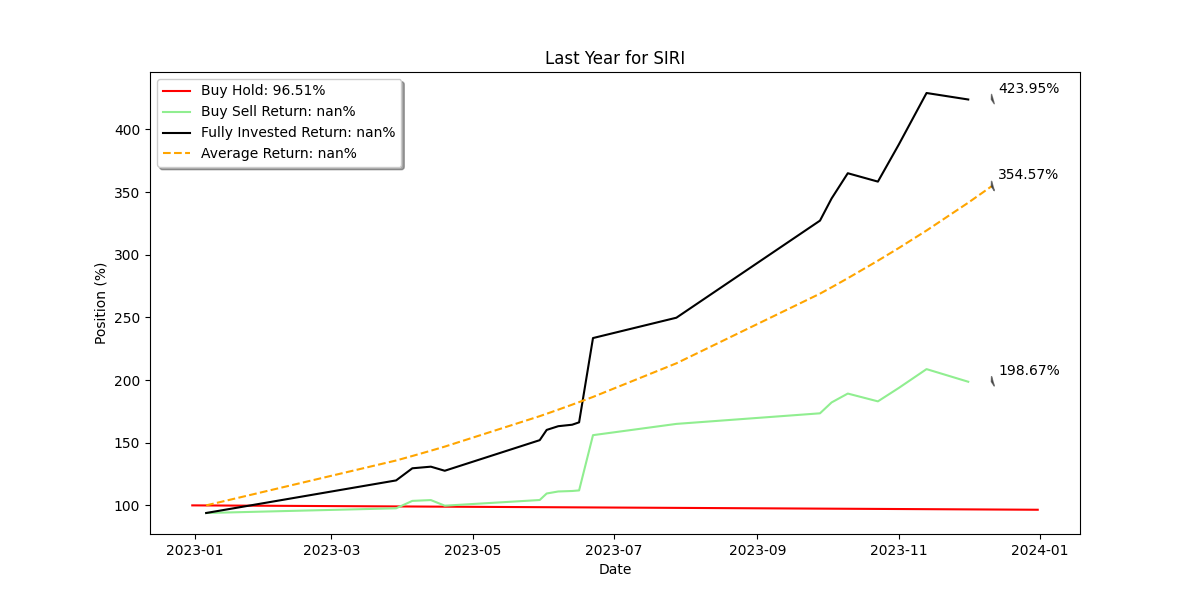 Last Year for SIRI
Buy Hold: 96.51%
Buy Sell Return: nan%
Fully Invested Return: nan%
Average Return: nan%
423.95%
354.57%
198.67%
400
350
300
250
200
150
100
Position (%)
2023-01 2023-03 2023-05 2023-07 2023-09 2023-11 2024-01
Date